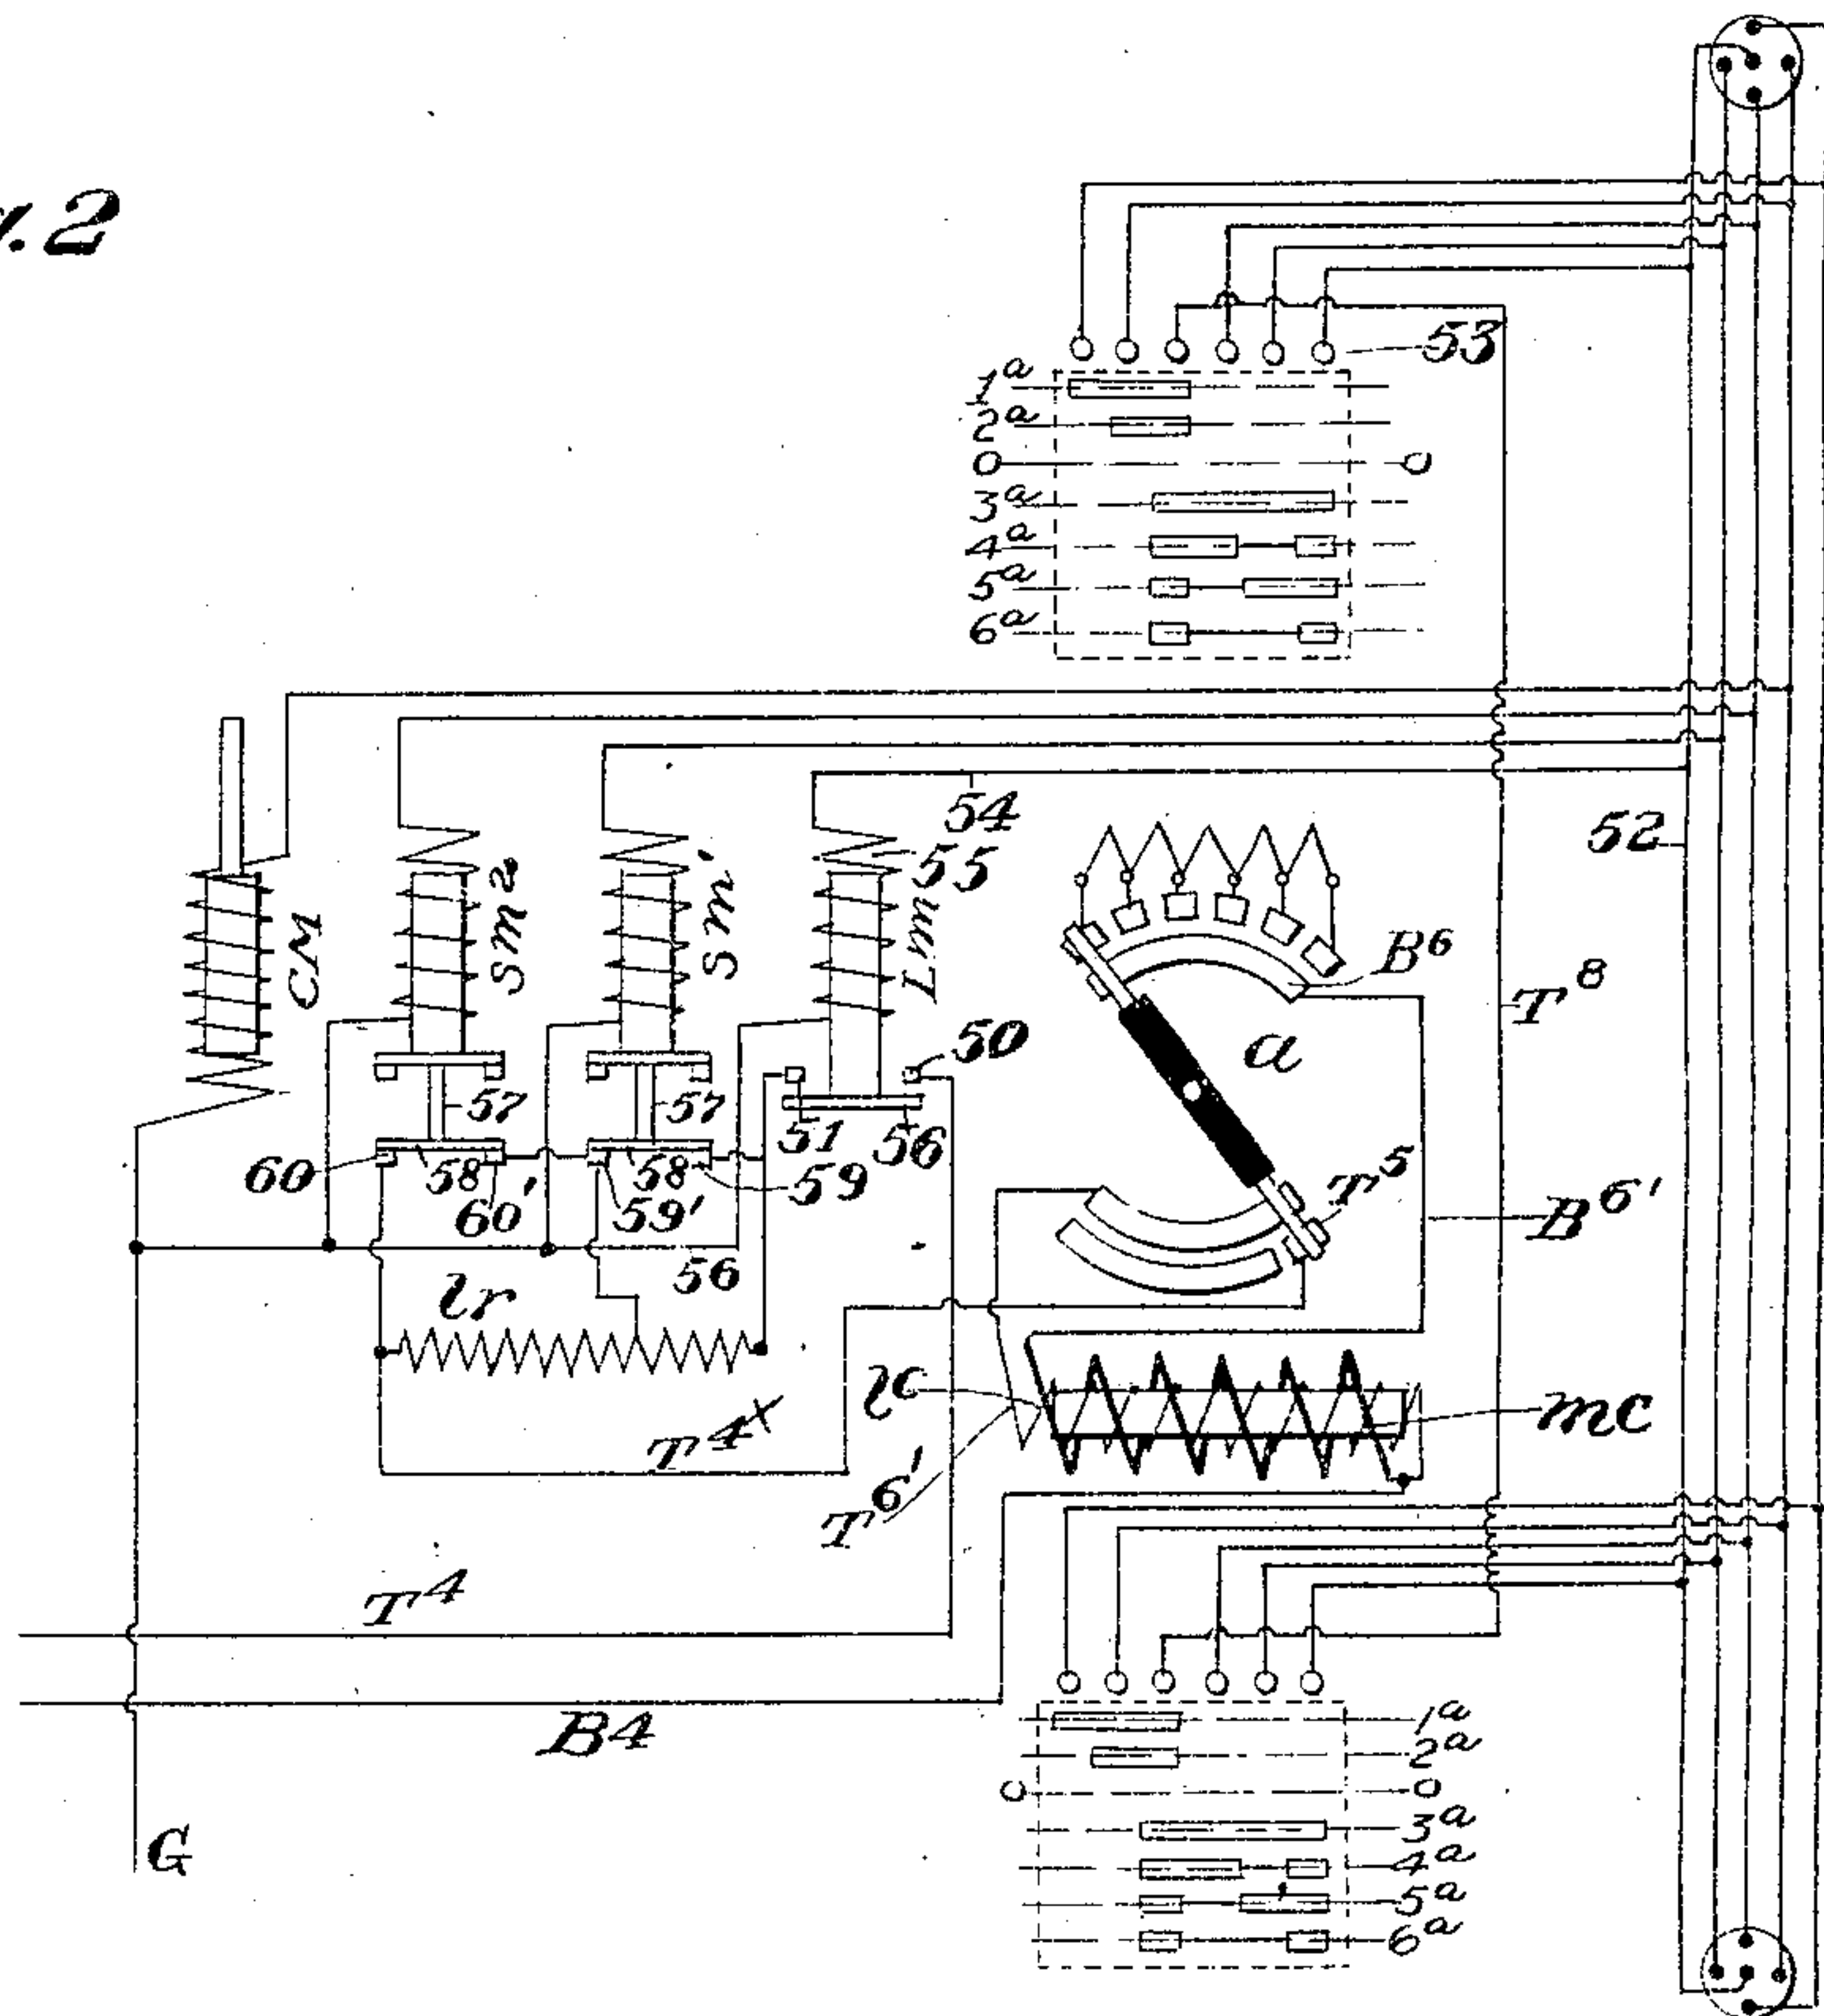 . 2
53
1ᵃ
2ᵃ
0 0
3ᵃ
4ᵃ
5ᵃ
6ᵃ
54
52
55
CM
Sm²
Sm'
Lm
B⁶
T⁸
50
a
57
57
51
56
60
58
60'
59'
58
59
T⁵
B⁶'
56
lr
lc
mc
T⁴ˣ
T⁶'
T⁴
B4
1ᵃ
2ᵃ
0 0
3ᵃ
4ᵃ
5ᵃ
6ᵃ
G